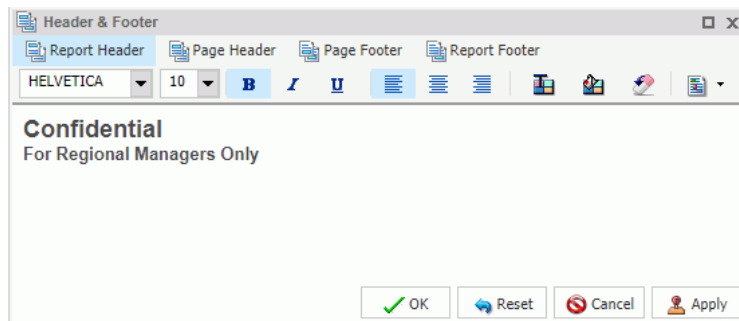 Header & Footer
Report Header Page Header Page Footer Report Footer
HELVETICA 10 B I U
Confidential
For Regional Managers Only
OK Reset Cancel Apply